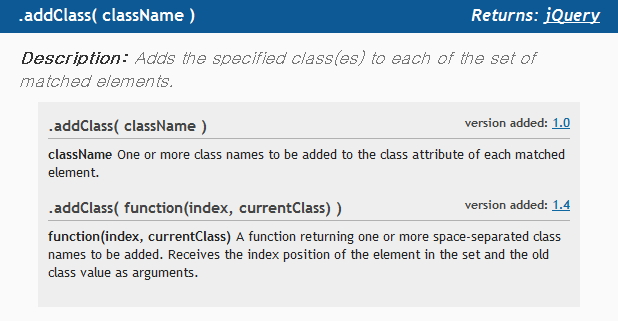 .addClass( className ) Returns: jQuery
Description: Adds the specified class(es) to each of the set of
matched elements.
.addClass( className ) version added: 1.0
className One or more class names to be added to the class attribute of each matched
element.
.addClass( function(index, currentClass) ) version added: 1.4
function(index, currentClass) A function returning one or more space-separated class
names to be added. Receives the index position of the element in the set and the old
class value as arguments.